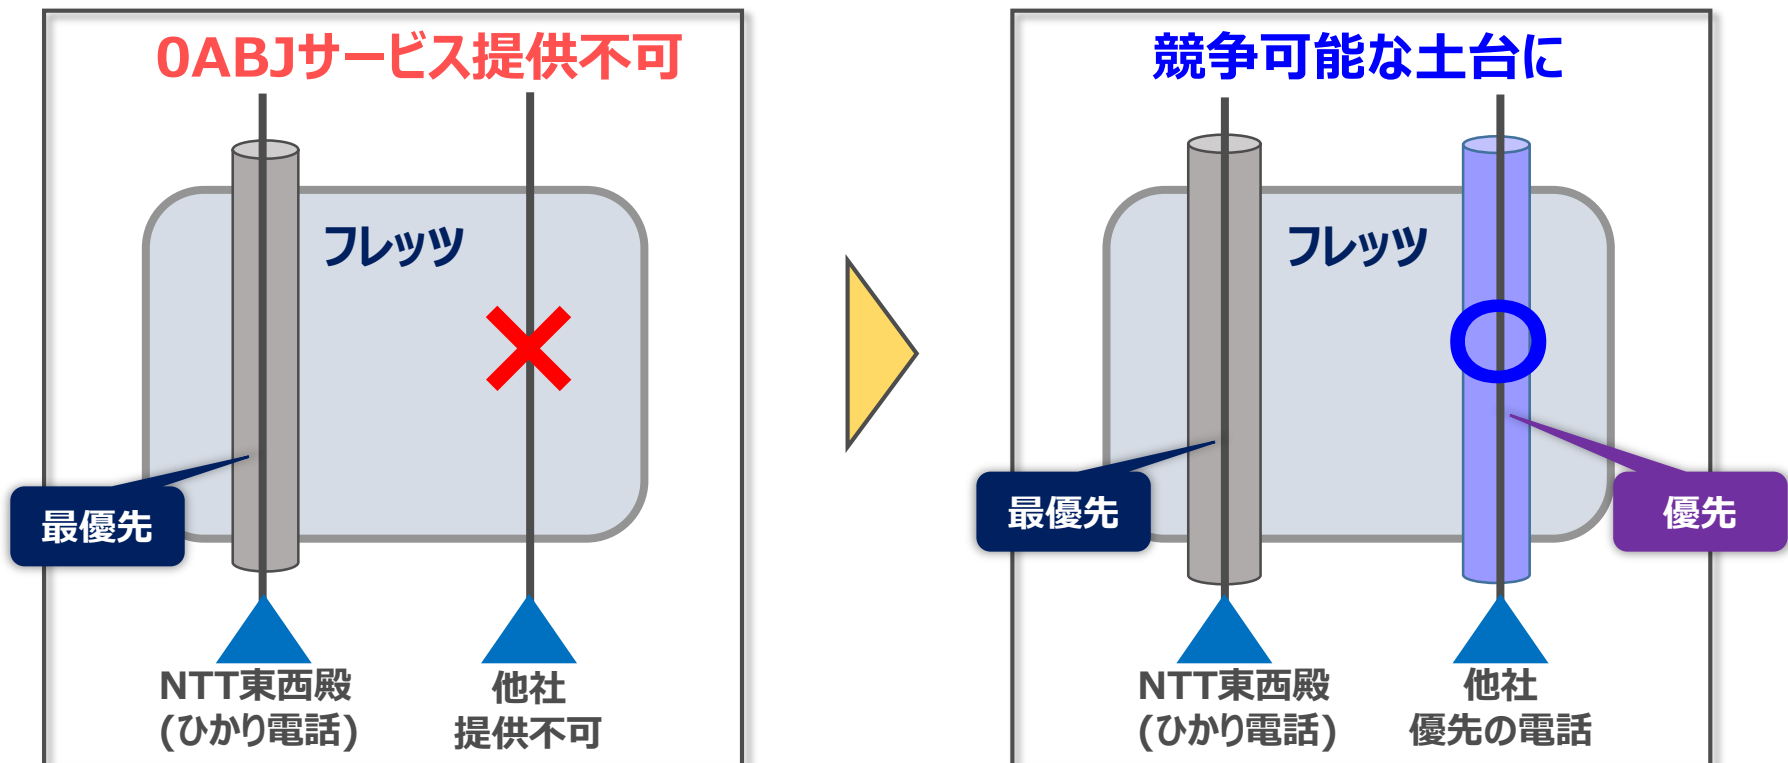 0ABJサービス提供不可
フレッツ
最優先
NTT東西殿
(ひかり電話)
他社
提供不可
競争可能な土台に
フレッツ
最優先
優先
NTT東西殿
(ひかり電話)
他社
優先の電話